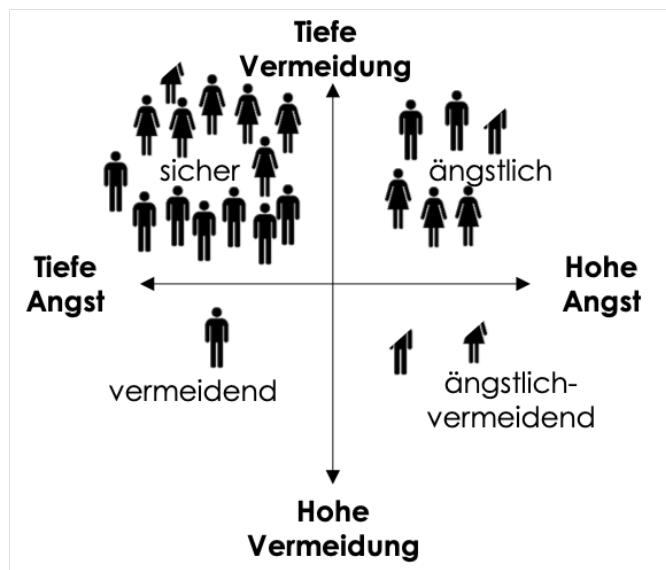 Tiefe
Vermeidung
sicher
ängstlich
Tiefe
Angst
Hohe
Angst
vermeidend
ängstlich-
vermeidend
Hohe
Vermeidung